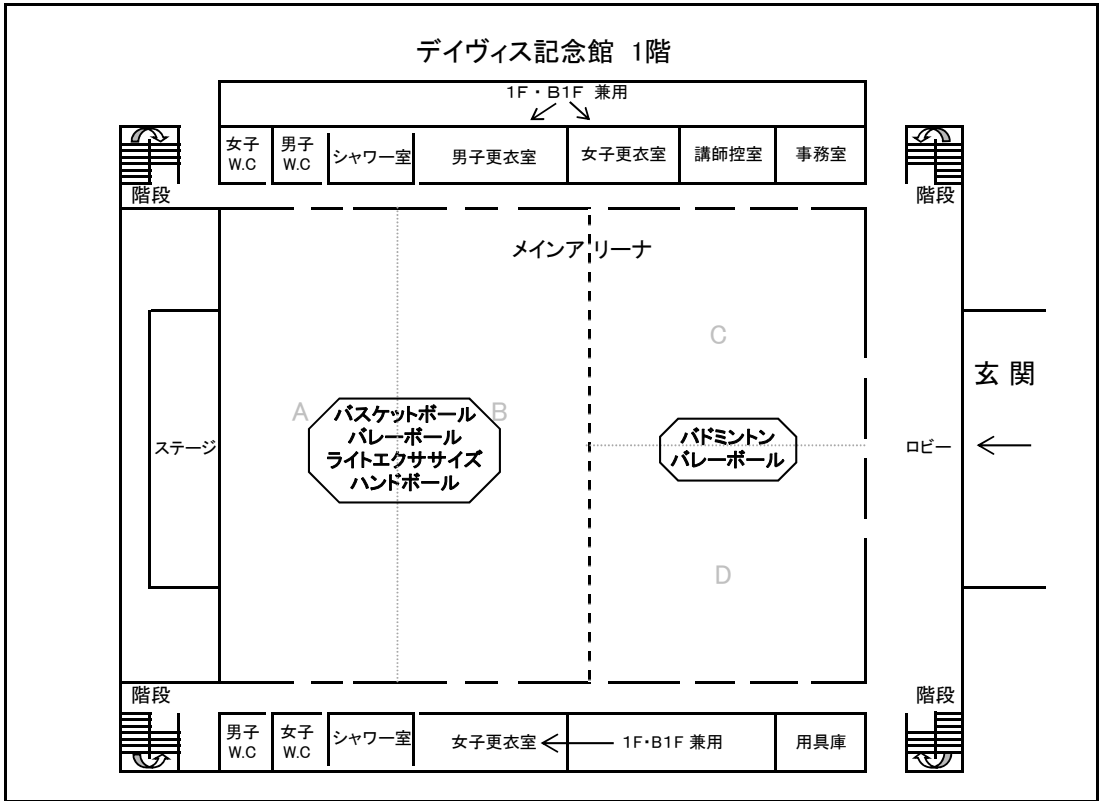 デイヴィス記念館 1階
1F・B1F 兼用
女子
W.C
男子
W.C
シャワー室
男子更衣室
女子更衣室
講師控室
事務室
階段
階段
メインアリーナ
C
玄 関
A
B
バスケットボール
バレーボール
ライトエクササイズ
ハンドボール
バドミントン
バレーボール
ステージ
ロビー
D
階段
階段
男子
W.C
女子
W.C
シャワー室
女子更衣室
1F・B1F 兼用
用具庫